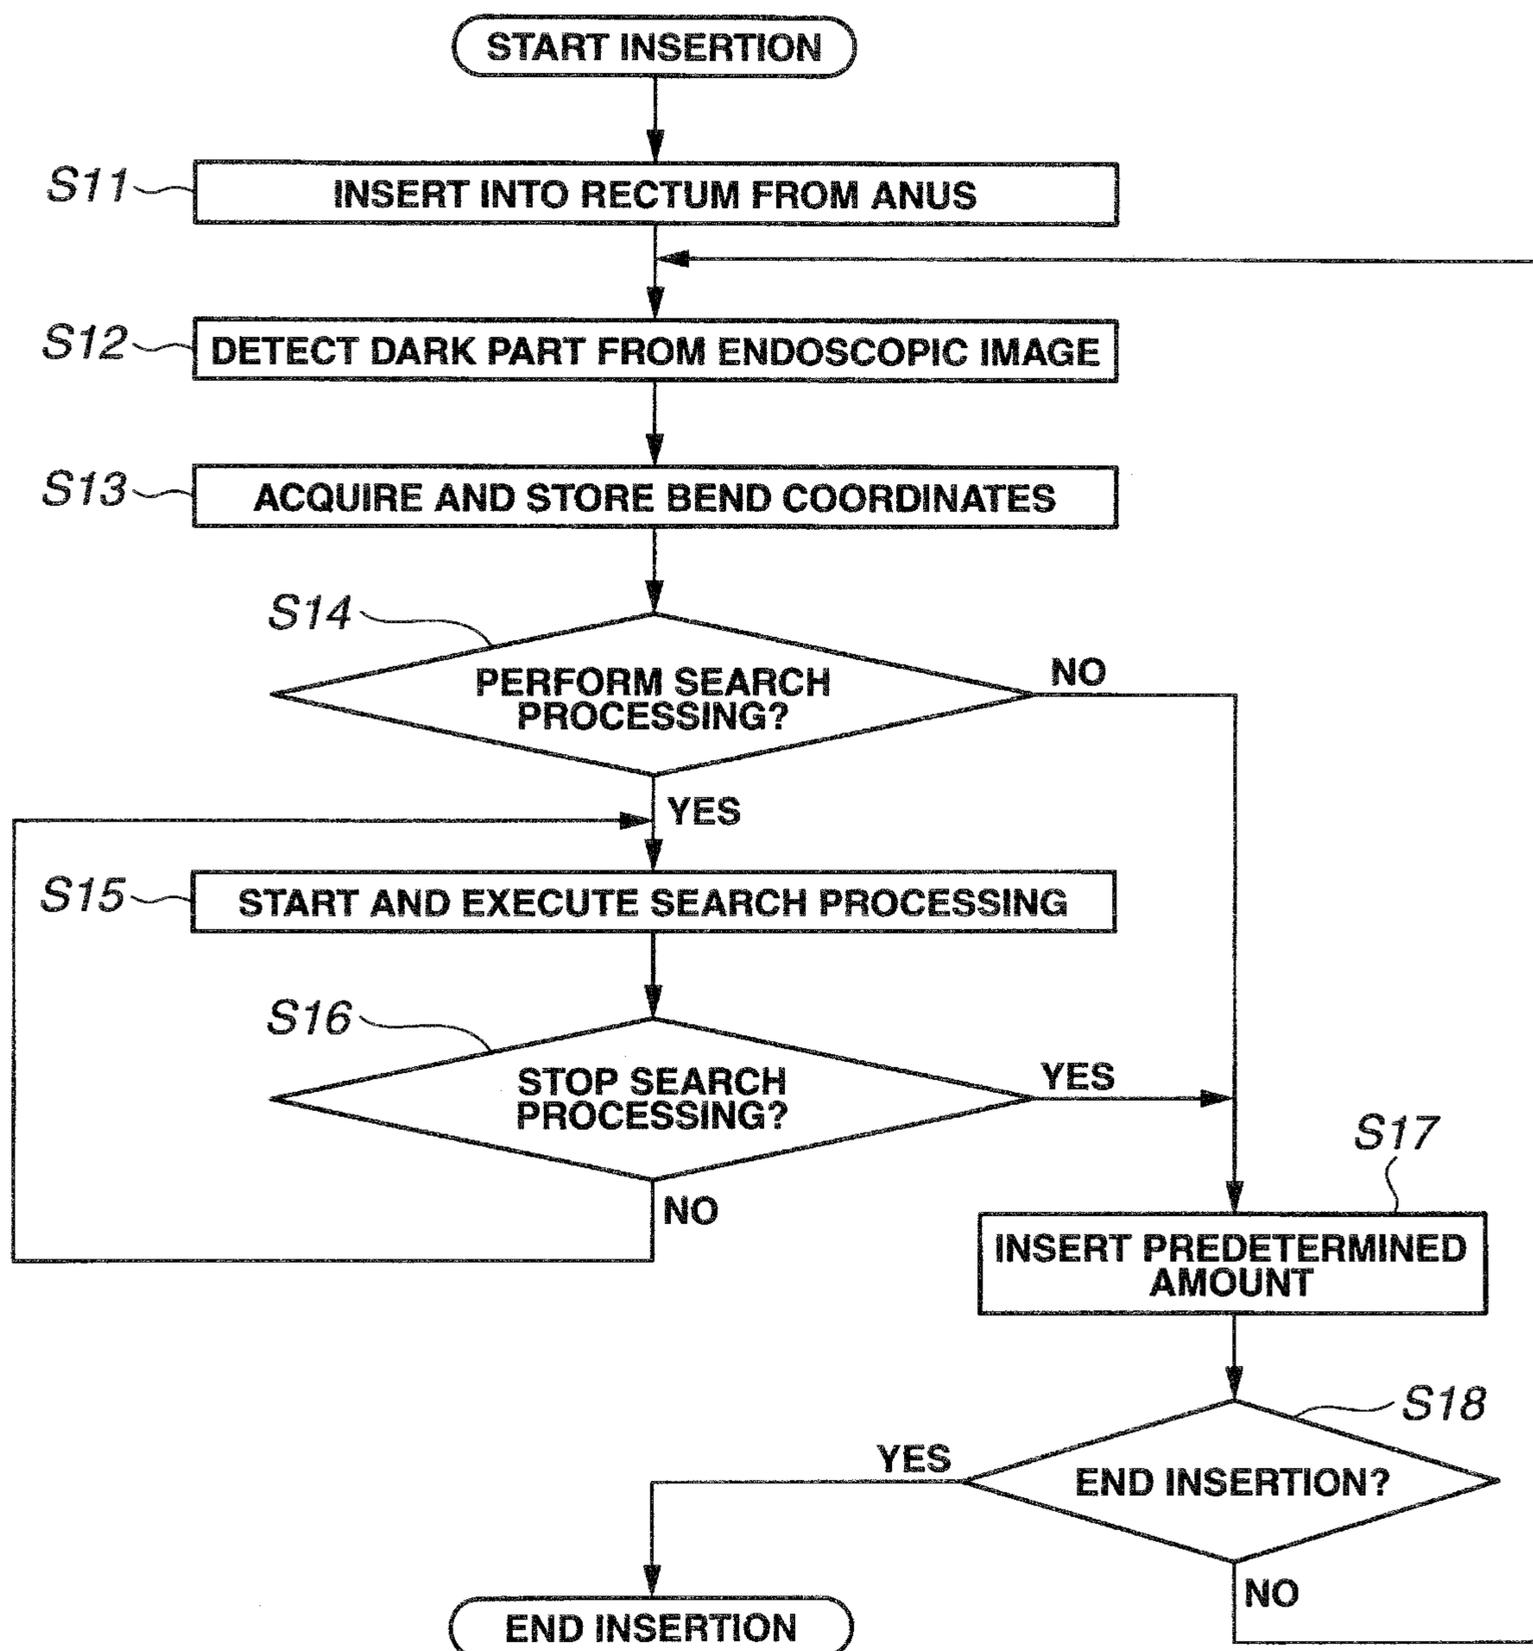 START INSERTION
S11
INSERT INTO RECTUM FROM ANUS
S12
DETECT DARK PART FROM ENDOSCOPIC IMAGE
S13
ACQUIRE AND STORE BEND COORDINATES
S14
PERFORM SEARCH
PROCESSING?
NO
YES
S15
START AND EXECUTE SEARCH PROCESSING
S16
STOP SEARCH
PROCESSING?
YES
NO
S17
INSERT PREDETERMINED
AMOUNT
S18
END INSERTION?
YES
NO
END INSERTION